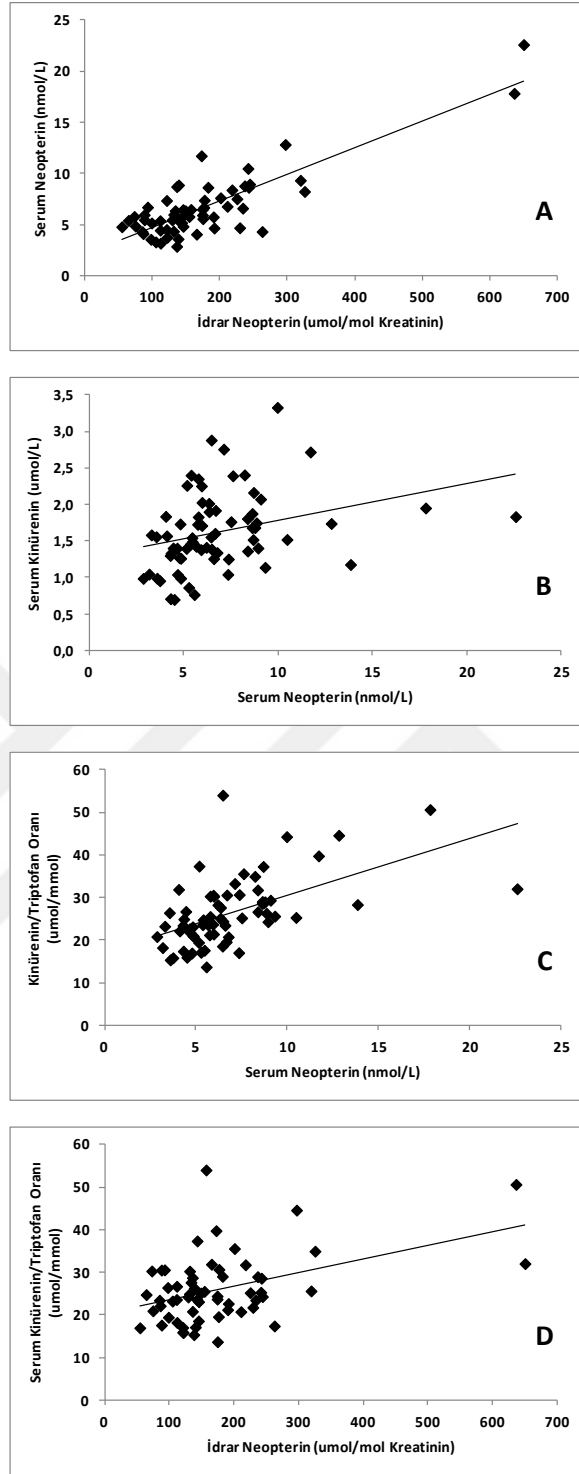 25
20
15
10
5
0
Serum Neopterin (nmol/L)
A
0 100 200 300 400 500 600 700
İdrar Neopterin (umol/mol Kreatinin)
3,5
3,0
2,5
2,0
1,5
1,0
0,5
0,0
Serum Kinürenin (umol/L)
B
0 5 10 15 20 25
Serum Neopterin (nmol/L)
60
50
40
30
20
10
0
Kinürenin/Triptofan Oranı
(umol/mmol)
C
0 5 10 15 20 25
Serum Neopterin (nmol/L)
60
50
40
30
20
10
0
Serum Kinürenin/Triptofan Oranı
(umol/mmol)
D
0 100 200 300 400 500 600 700
İdrar Neopterin (umol/mol Kreatinin)